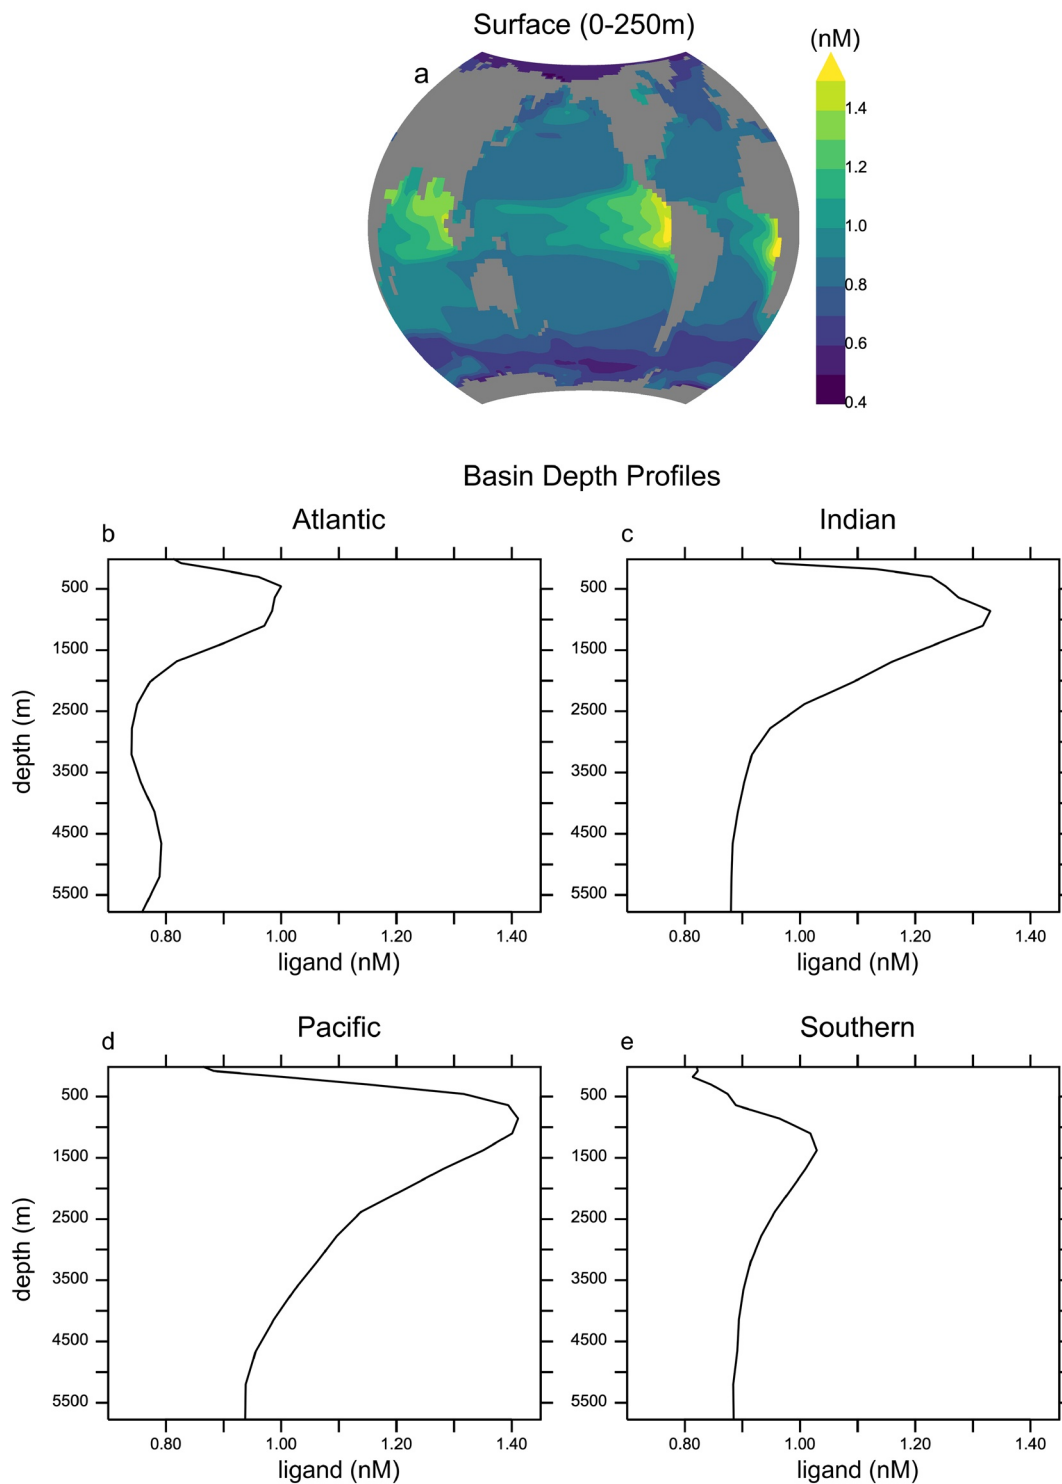 Surface (0-250m)
(nM)
a
1.4
1.2
1.0
0.8
0.6
0.4
Basin Depth Profiles
b
Atlantic
c
Indian
500
1500
2500
3500
4500
5500
depth (m)
0.80 1.00 1.20 1.40
ligand (nM)
500
1500
2500
3500
4500
5500
0.80 1.00 1.20 1.40
ligand (nM)
d
Pacific
e
Southern
500
1500
2500
3500
4500
5500
depth (m)
0.80 1.00 1.20 1.40
ligand (nM)
500
1500
2500
3500
4500
5500
0.80 1.00 1.20 1.40
ligand (nM)